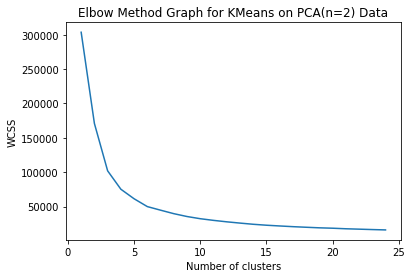 Elbow Method Graph for KMeans on PCA(n=2) Data
300000
250000
200000
150000
100000
50000
WCSS
0 5 10 15 20 25
Number of clusters